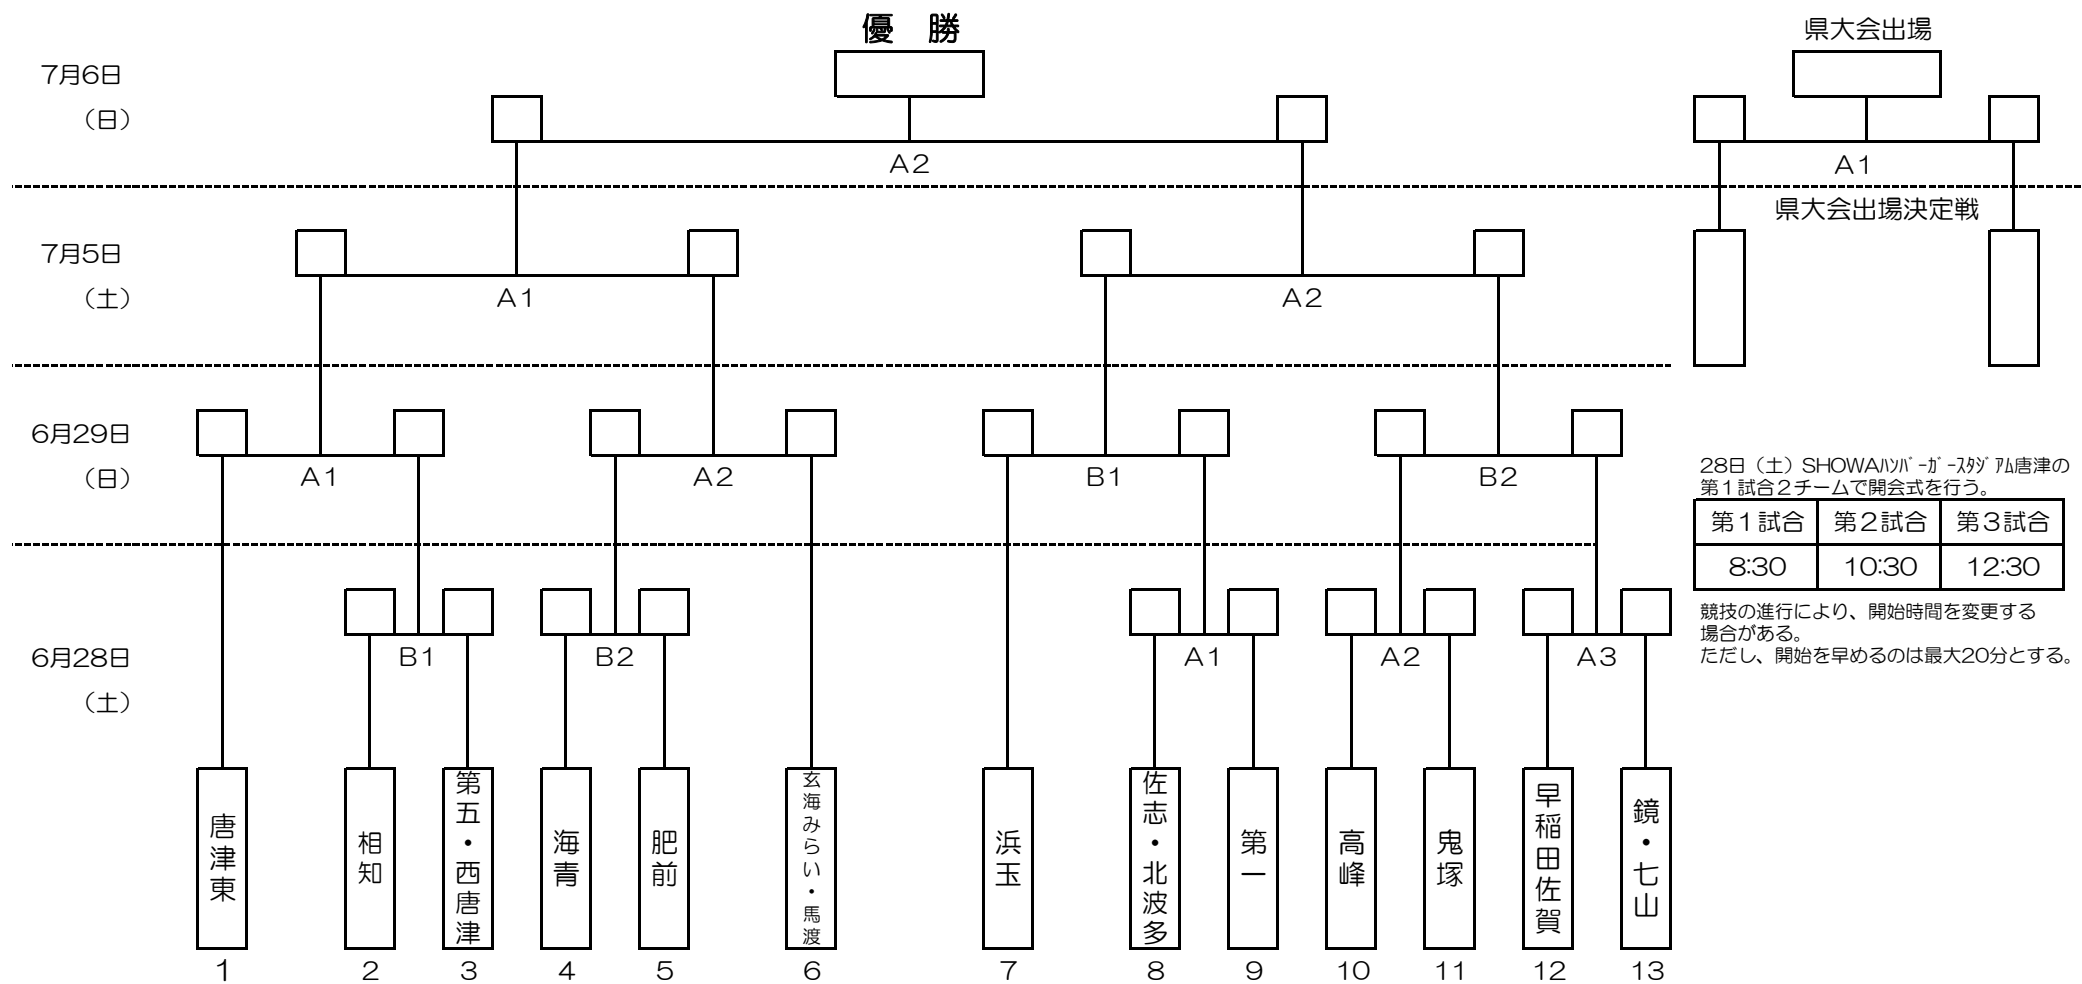 優　勝
県大会出場
7月6日
（日）
A2
A1
県大会出場決定戦
7月5日
（土）
A1
A2
6月29日
（日）
A1
A2
B1
B2
28日（土）SHOWAﾊﾝﾊﾞｰｶﾞｰｽﾀｼﾞｱﾑ唐津の
第１試合２チームで開会式を行う。
第１試合
第２試合
第３試合
8:30
10:30
12:30
競技の進行により、開始時間を変更する
場合がある。
ただし、開始を早めるのは最大20分とする。
6月28日
（土）
B1
B2
A1
A2
A3
唐津東
相知
第五・西唐津
海青
肥前
玄海みらい・馬渡
浜玉
佐志・北波多
第一
高峰
鬼塚
早稲田佐賀
鏡・七山
1
2
3
4
5
6
7
8
9
10
11
12
13